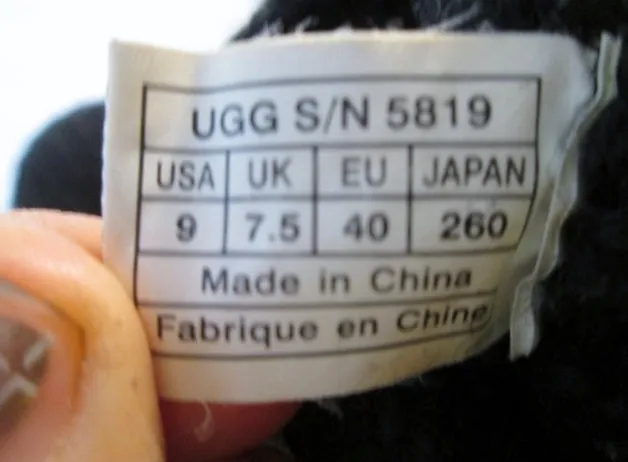 UGG S/N 5819
USA UK EU JAPAN
9 7.5 40 260
Made in China
Fabrique en Chine